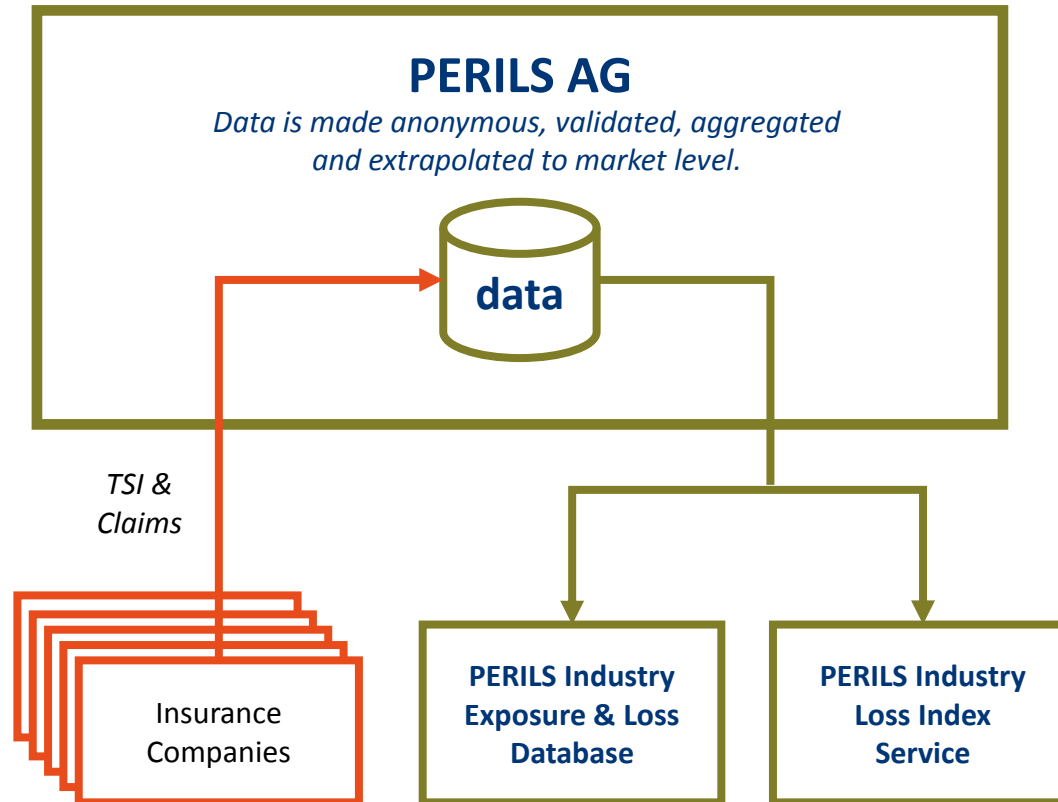 PERILS AG
Data is made anonymous, validated, aggregated
and extrapolated to market level.
data
TSI &
Claims
Insurance
Companies
PERILS Industry
Exposure & Loss
Database
PERILS Industry
Loss Index
Service